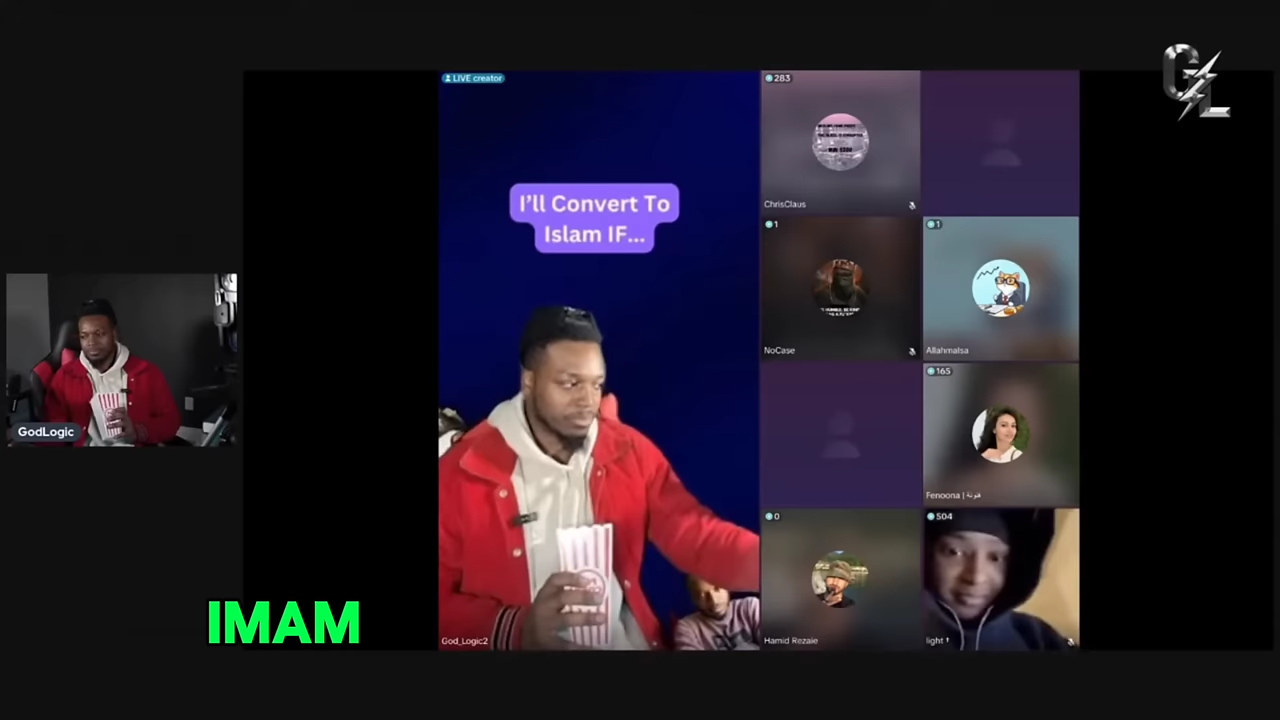 GL
LIVE creator
283
I'll Convert To
Islam IF...
ChrisClaus
1
1
NoCase
Allahmalsa
165
GodLogic
Fenoona | فنونة
0
504
IMAM
God_Logic2
Hamid Rezaie
light